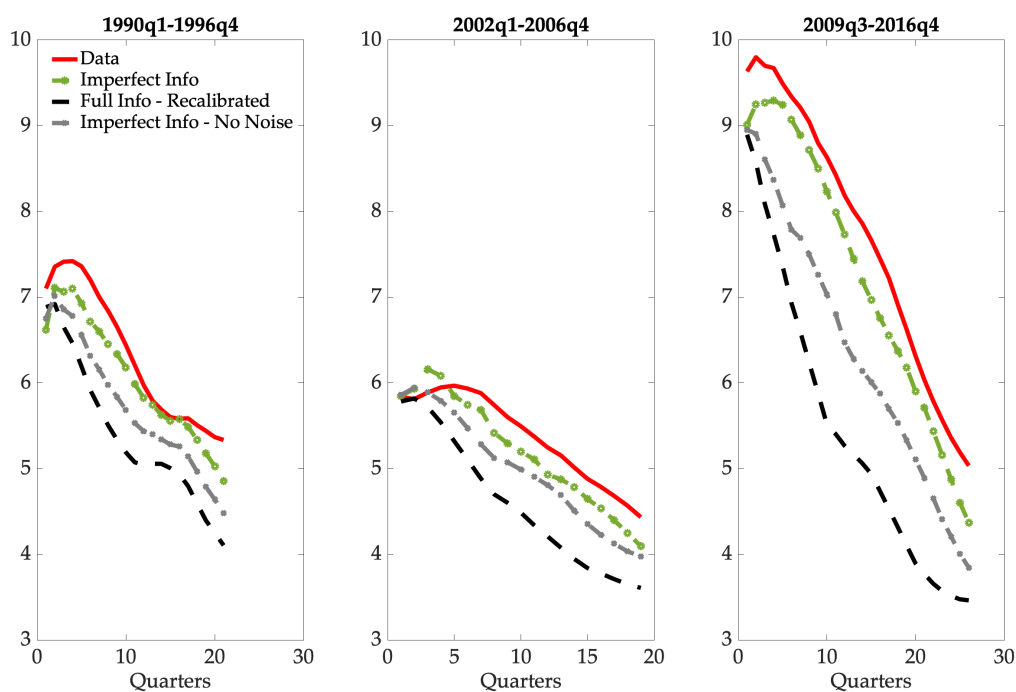 1990q1-1996q4
10
9
8
7
6
5
4
3
Data
Imperfect Info
Full Info - Recalibrated
Imperfect Info - No Noise
0 10 20 30
Quarters
2002q1-2006q4
10
9
8
7
6
5
4
3
0 5 10 15 20
Quarters
2009q3-2016q4
10
9
8
7
6
5
4
3
0 10 20 30
Quarters